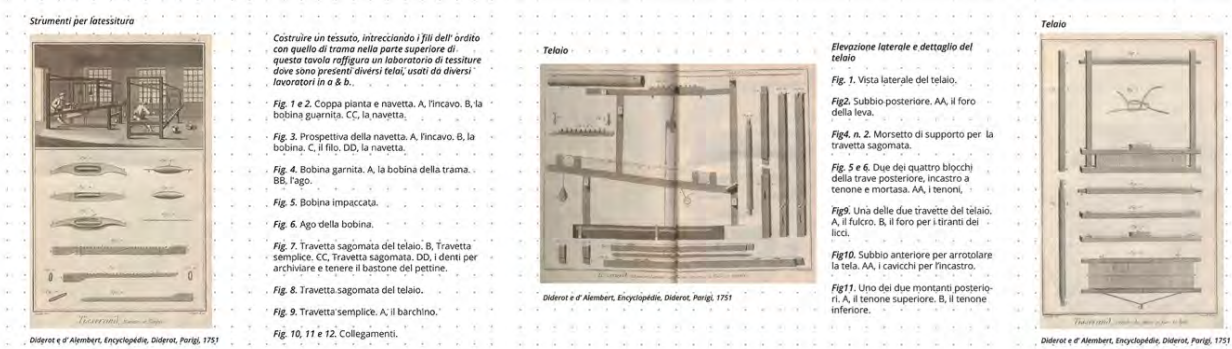 Strumenti per latessitura
Diderot e d' Alembert, Encyclopédie, Diderot, Parigi, 1751
Costruire un tessuto, intrecciando i fili dell' ordito
con quello di trama nella parte superiore di
questa tavola raffigura un laboratorio di tessiture
dove sono presenti diversi telai, usati da diversi
lavoratori in a & b.
Fig. 1 e 2. Coppa pianta e navetta. A, l'incavo. B, la
bobina guarnita. CC, la navetta.
Fig. 3. Prospettiva della navetta. A, l'incavo. B, la
bobina. C, il filo. DD, la navetta.
Fig. 4. Bobina garnita. A, la bobina della trama.
BB, l'ago.
Fig. 5. Bobina impaccata.
Fig. 6. Ago della bobina.
Fig. 7. Travetta sagomata del telaio. B, Travetta
semplice. CC, Travetta sagomata. DD, i denti per
archiviare e tenere il bastone del pettine.
Fig. 8. Travetta sagomata del telaio.
Fig. 9. Travetta semplice. A, il barchino.
Fig. 10, 11 e 12. Collegamenti.
Telaio
Diderot e d' Alembert, Encyclopédie, Diderot, Parigi, 1751
Elevazione laterale e dettaglio del
telaio
Fig. 1. Vista laterale del telaio.
Fig2. Subbio posteriore. AA, il foro
della leva.
Fig4, n. 2. Morsetto di supporto per la
travetta sagomata.
Fig. 5 e 6. Due dei quattro blocchi
della trave posteriore, incastro a
tenone e mortasa. AA, i tenoni,
Fig9. Una delle due travette del telaio.
A, il fulcro. B, il foro per i tiranti dei
licci.
Fig10. Subbio anteriore per arrotolare
la tela. AA, i cavicchi per l'incastro.
Fig11. Uno dei due montanti posterio-
ri. A, il tenone superiore. B, il tenone
inferiore.
Telaio
Diderot e d' Alembert, Encyclopédie, Diderot, Parigi, 1751